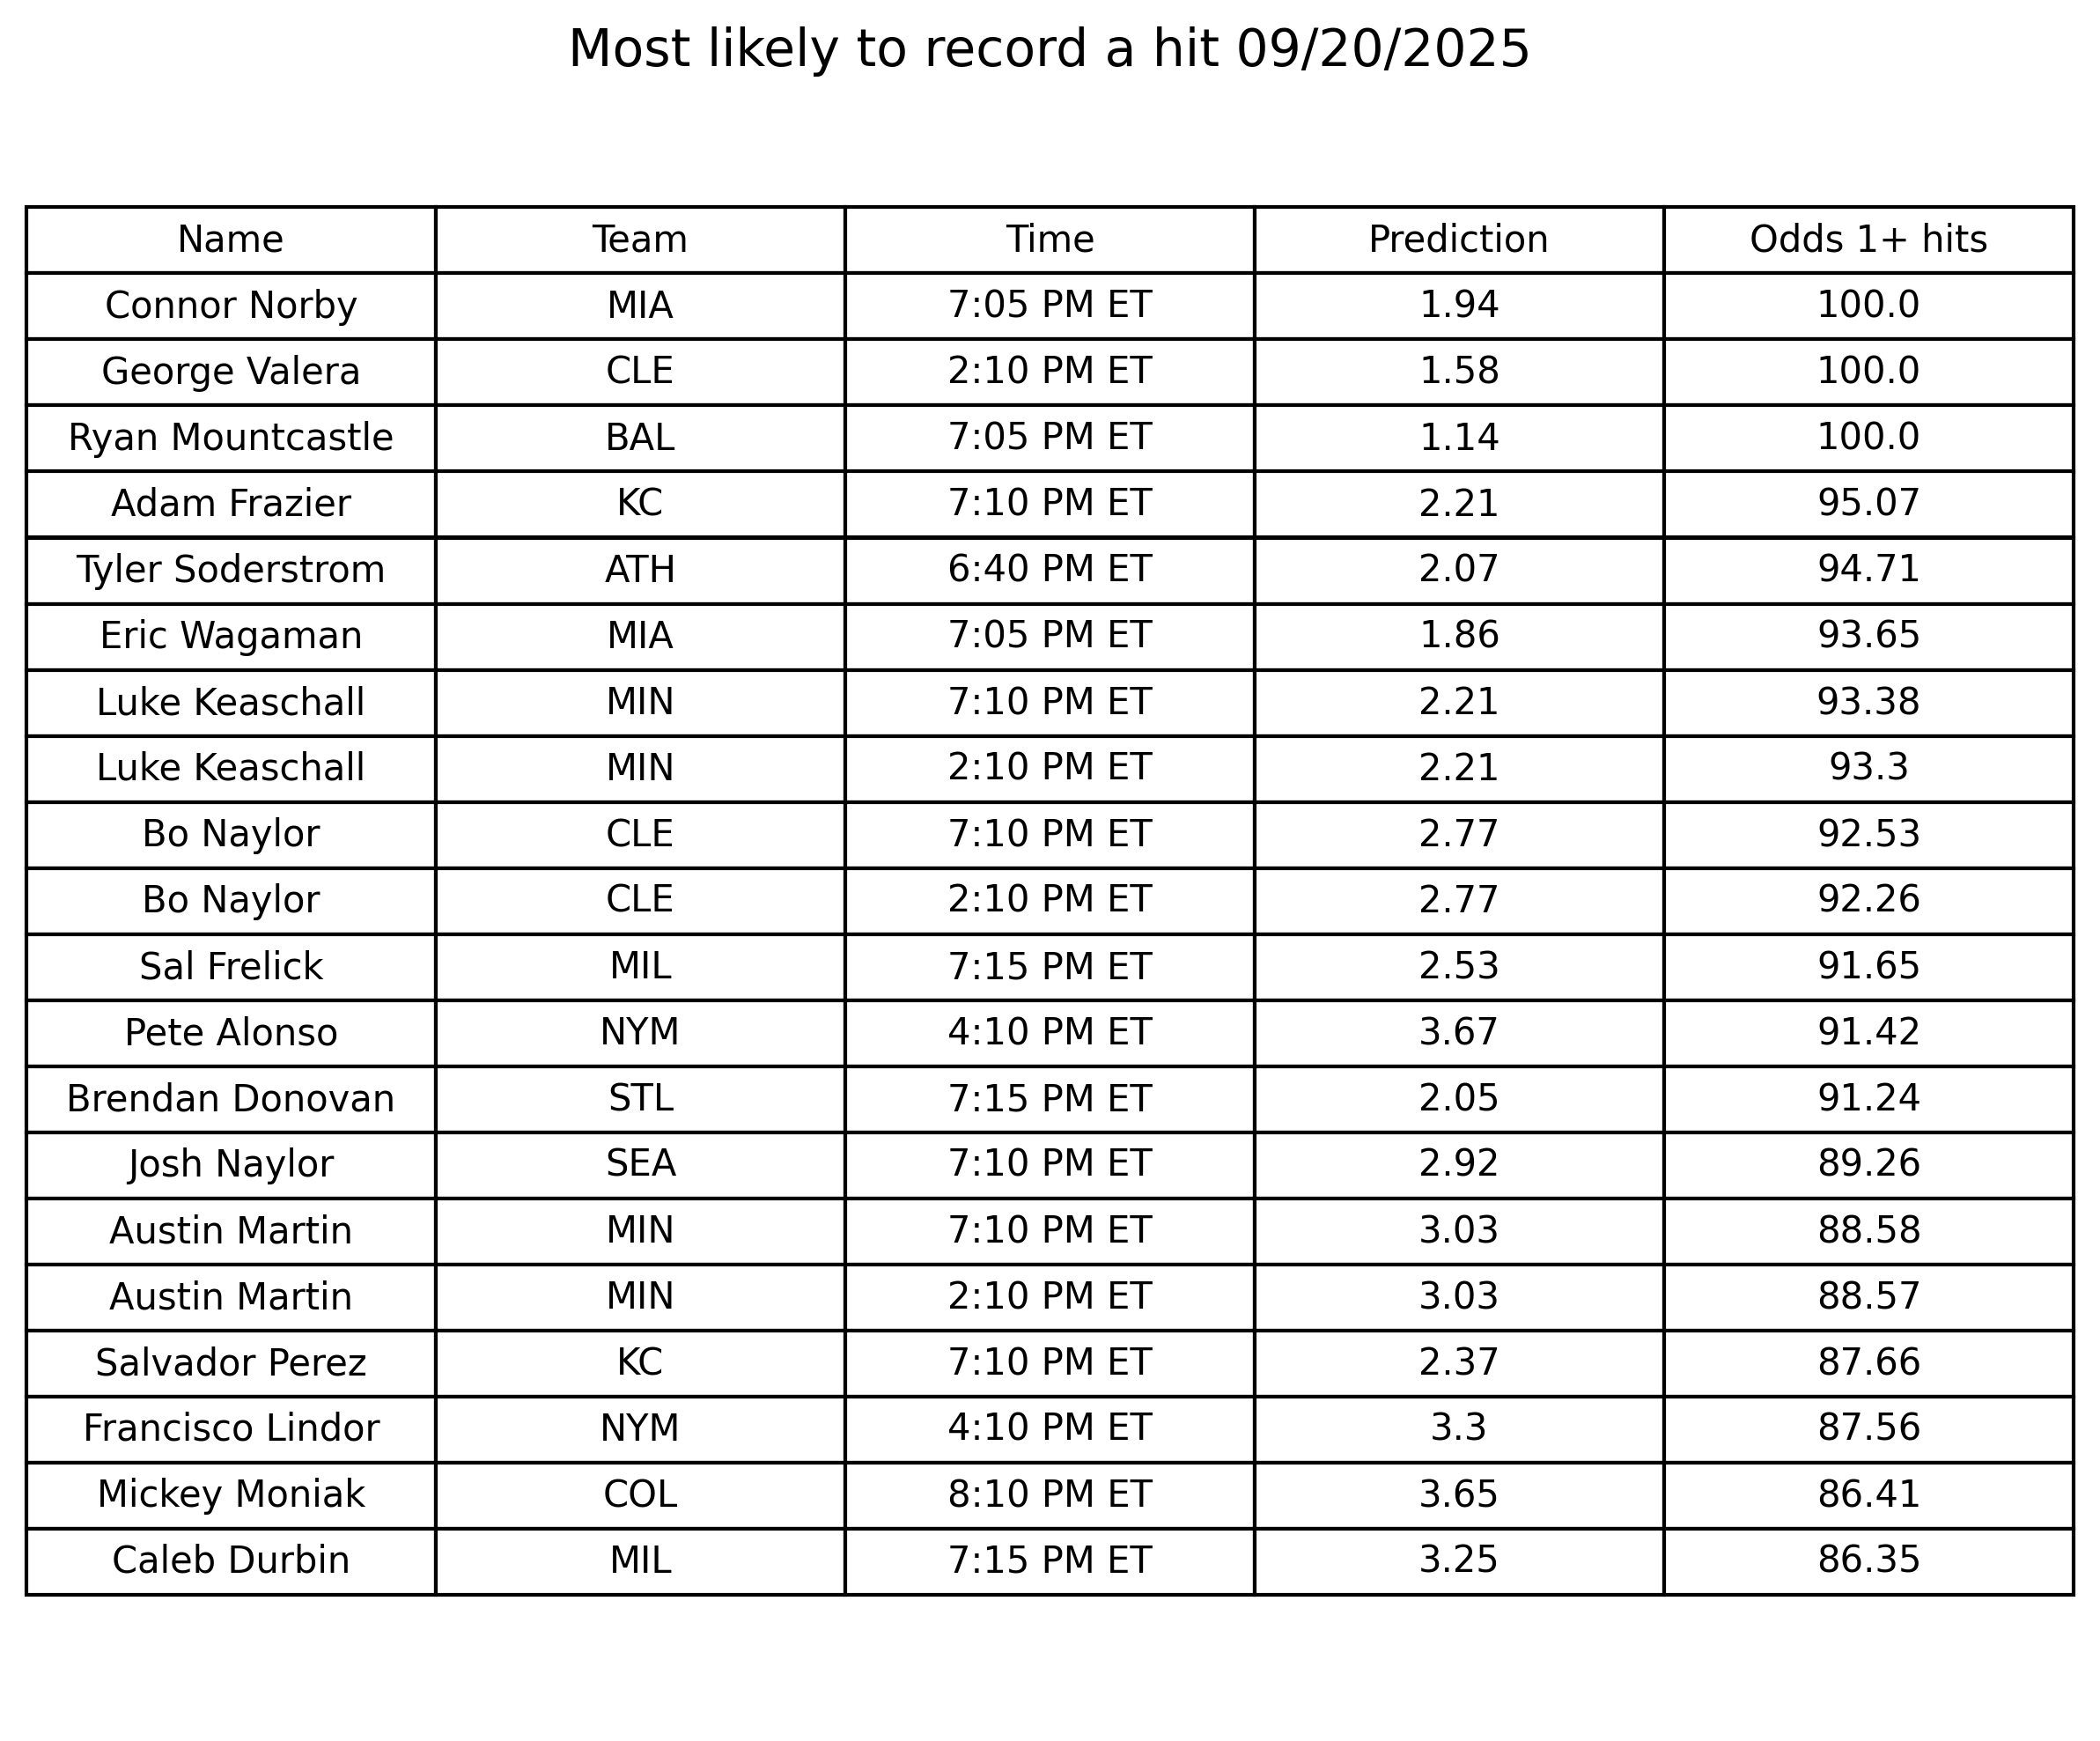 Most likely to record a hit 09/20/2025
Name Team Time Prediction Odds 1+ hits
Connor Norby MIA 7:05 PM ET 1.94 100.0
George Valera CLE 2:10 PM ET 1.58 100.0
Ryan Mountcastle BAL 7:05 PM ET 1.14 100.0
Adam Frazier KC 7:10 PM ET 2.21 95.07
Tyler Soderstrom ATH 6:40 PM ET 2.07 94.71
Eric Wagaman MIA 7:05 PM ET 1.86 93.65
Luke Keaschall MIN 7:10 PM ET 2.21 93.38
Luke Keaschall MIN 2:10 PM ET 2.21 93.3
Bo Naylor CLE 7:10 PM ET 2.77 92.53
Bo Naylor CLE 2:10 PM ET 2.77 92.26
Sal Frelick MIL 7:15 PM ET 2.53 91.65
Pete Alonso NYM 4:10 PM ET 3.67 91.42
Brendan Donovan STL 7:15 PM ET 2.05 91.24
Josh Naylor SEA 7:10 PM ET 2.92 89.26
Austin Martin MIN 7:10 PM ET 3.03 88.58
Austin Martin MIN 2:10 PM ET 3.03 88.57
Salvador Perez KC 7:10 PM ET 2.37 87.66
Francisco Lindor NYM 4:10 PM ET 3.3 87.56
Mickey Moniak COL 8:10 PM ET 3.65 86.41
Caleb Durbin MIL 7:15 PM ET 3.25 86.35